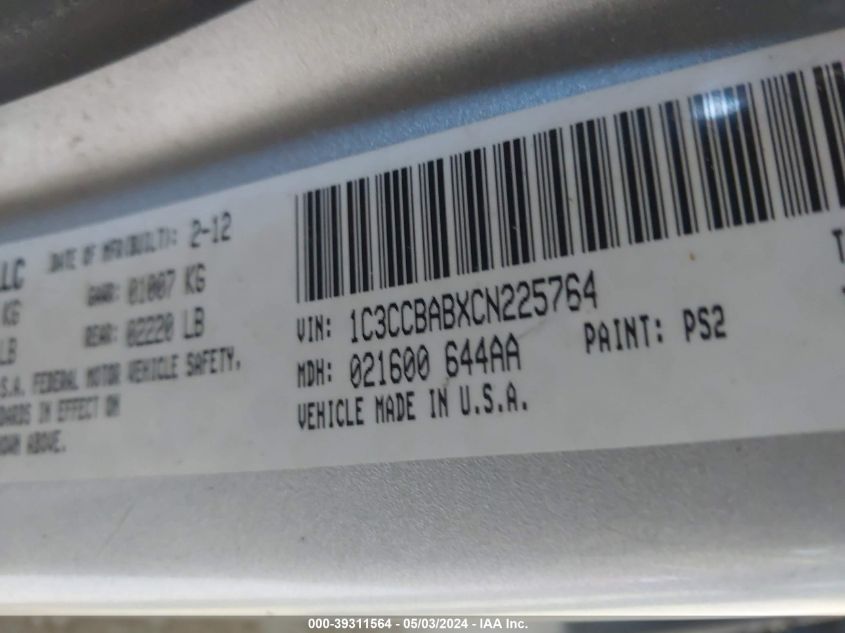 LLC DATE OF MFR(BUILT): 2-12
KG GAWR: 01007 KG
LB REAR: 02220 LB
S.A. FEDERAL MOTOR VEHICLE SAFETY,
DARDS IN EFFECT ON
HOWN ABOVE.
VIN: 1C3CCBABXCN225764
MDH: 021600 644AA PAINT: PS2
VEHICLE MADE IN U.S.A.
T
000-39311564 - 05/03/2024 - IAA Inc.